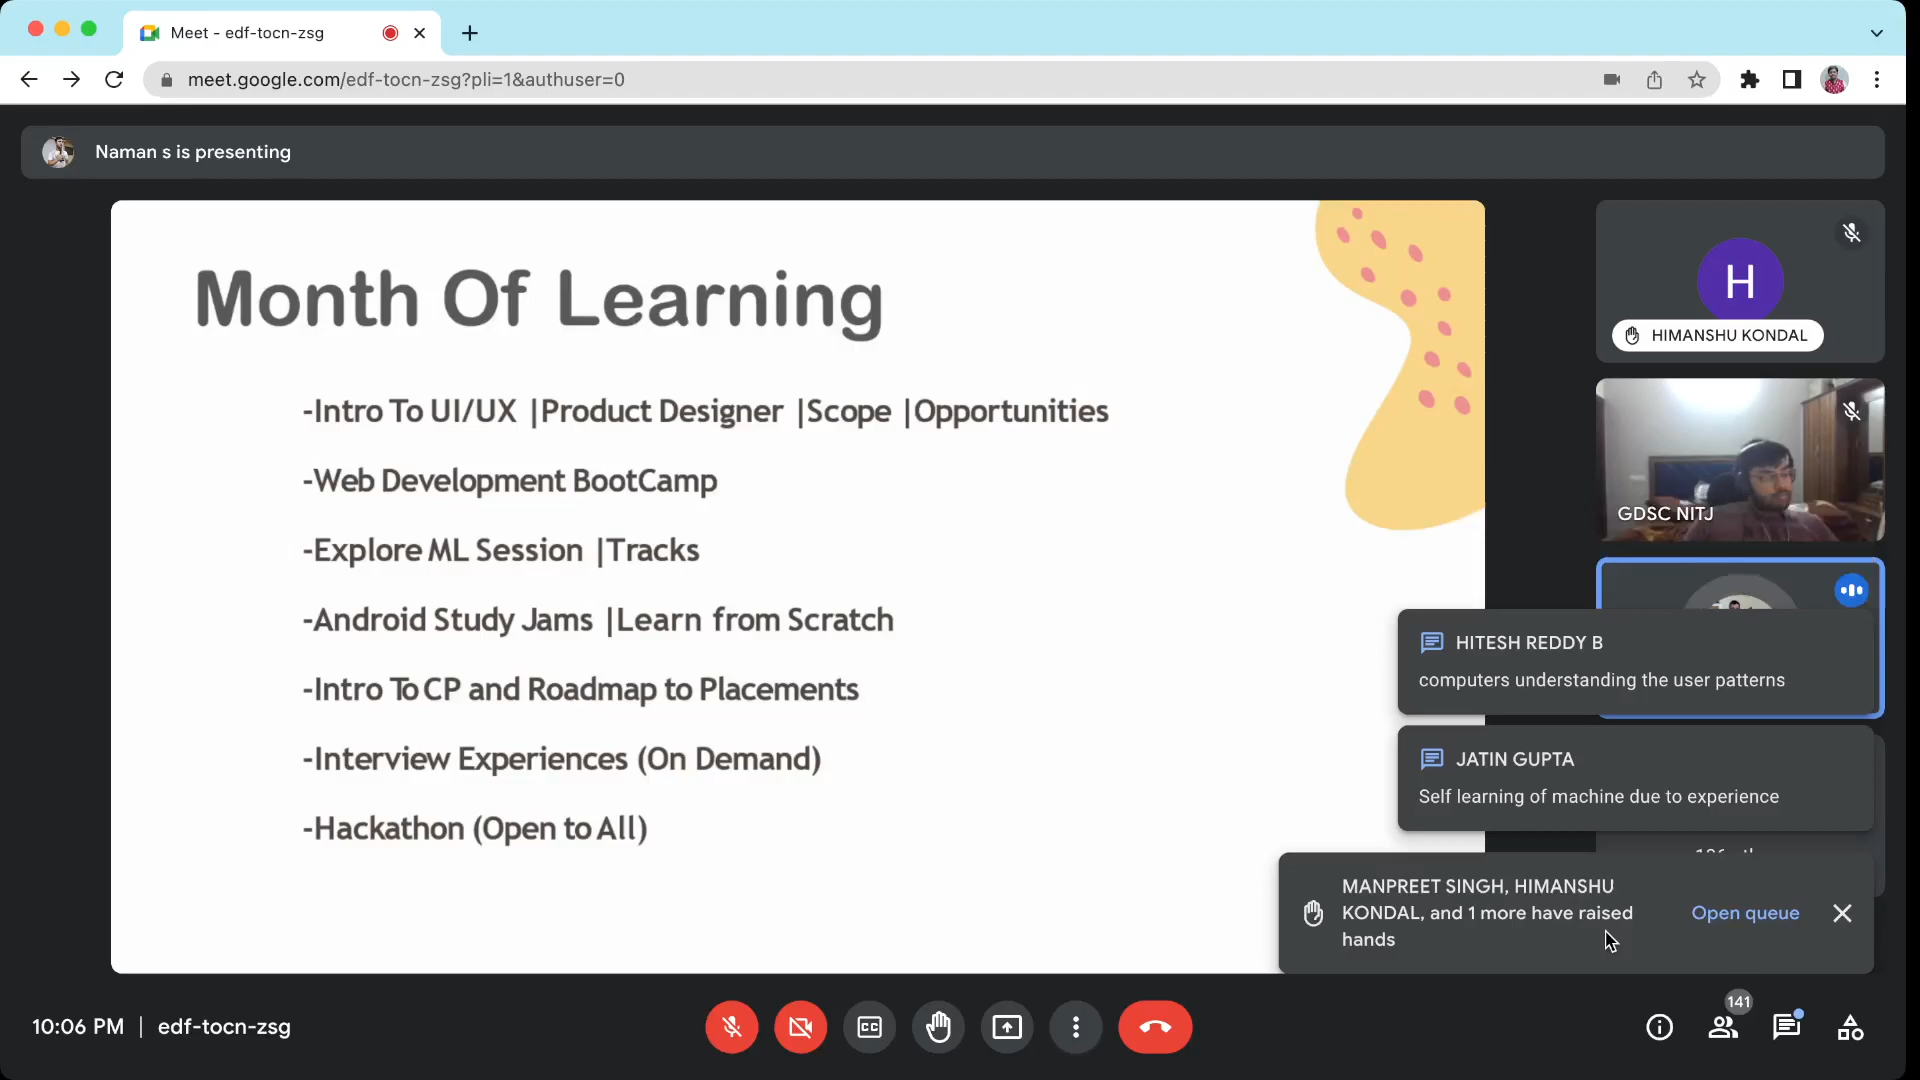 Meet - edf-tocn-zsg
meet.google.com/edf-tocn-zsg?pli=1&authuser=0
Naman s is presenting
Month Of Learning
-Intro To UI/UX |Product Designer |Scope |Opportunities
-Web Development BootCamp
-Explore ML Session |Tracks
-Android Study Jams |Learn from Scratch
-Intro To CP and Roadmap to Placements
-Interview Experiences (On Demand)
-Hackathon (Open to All)
H
HIMANSHU KONDAL
GDSC NITJ
HITESH REDDY B
computers understanding the user patterns
JATIN GUPTA
Self learning of machine due to experience
MANPREET SINGH, HIMANSHU
KONDAL, and 1 more have raised
hands
Open queue
10:06 PM | edf-tocn-zsg
CC
141